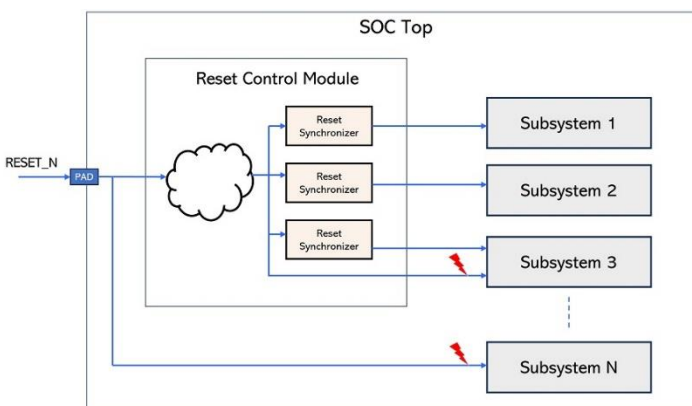 SOC Top
Reset Control Module
Reset
Synchronizer
Subsystem 1
RESET_N
PAD
Reset
Synchronizer
Subsystem 2
Reset
Synchronizer
Subsystem 3
Subsystem N